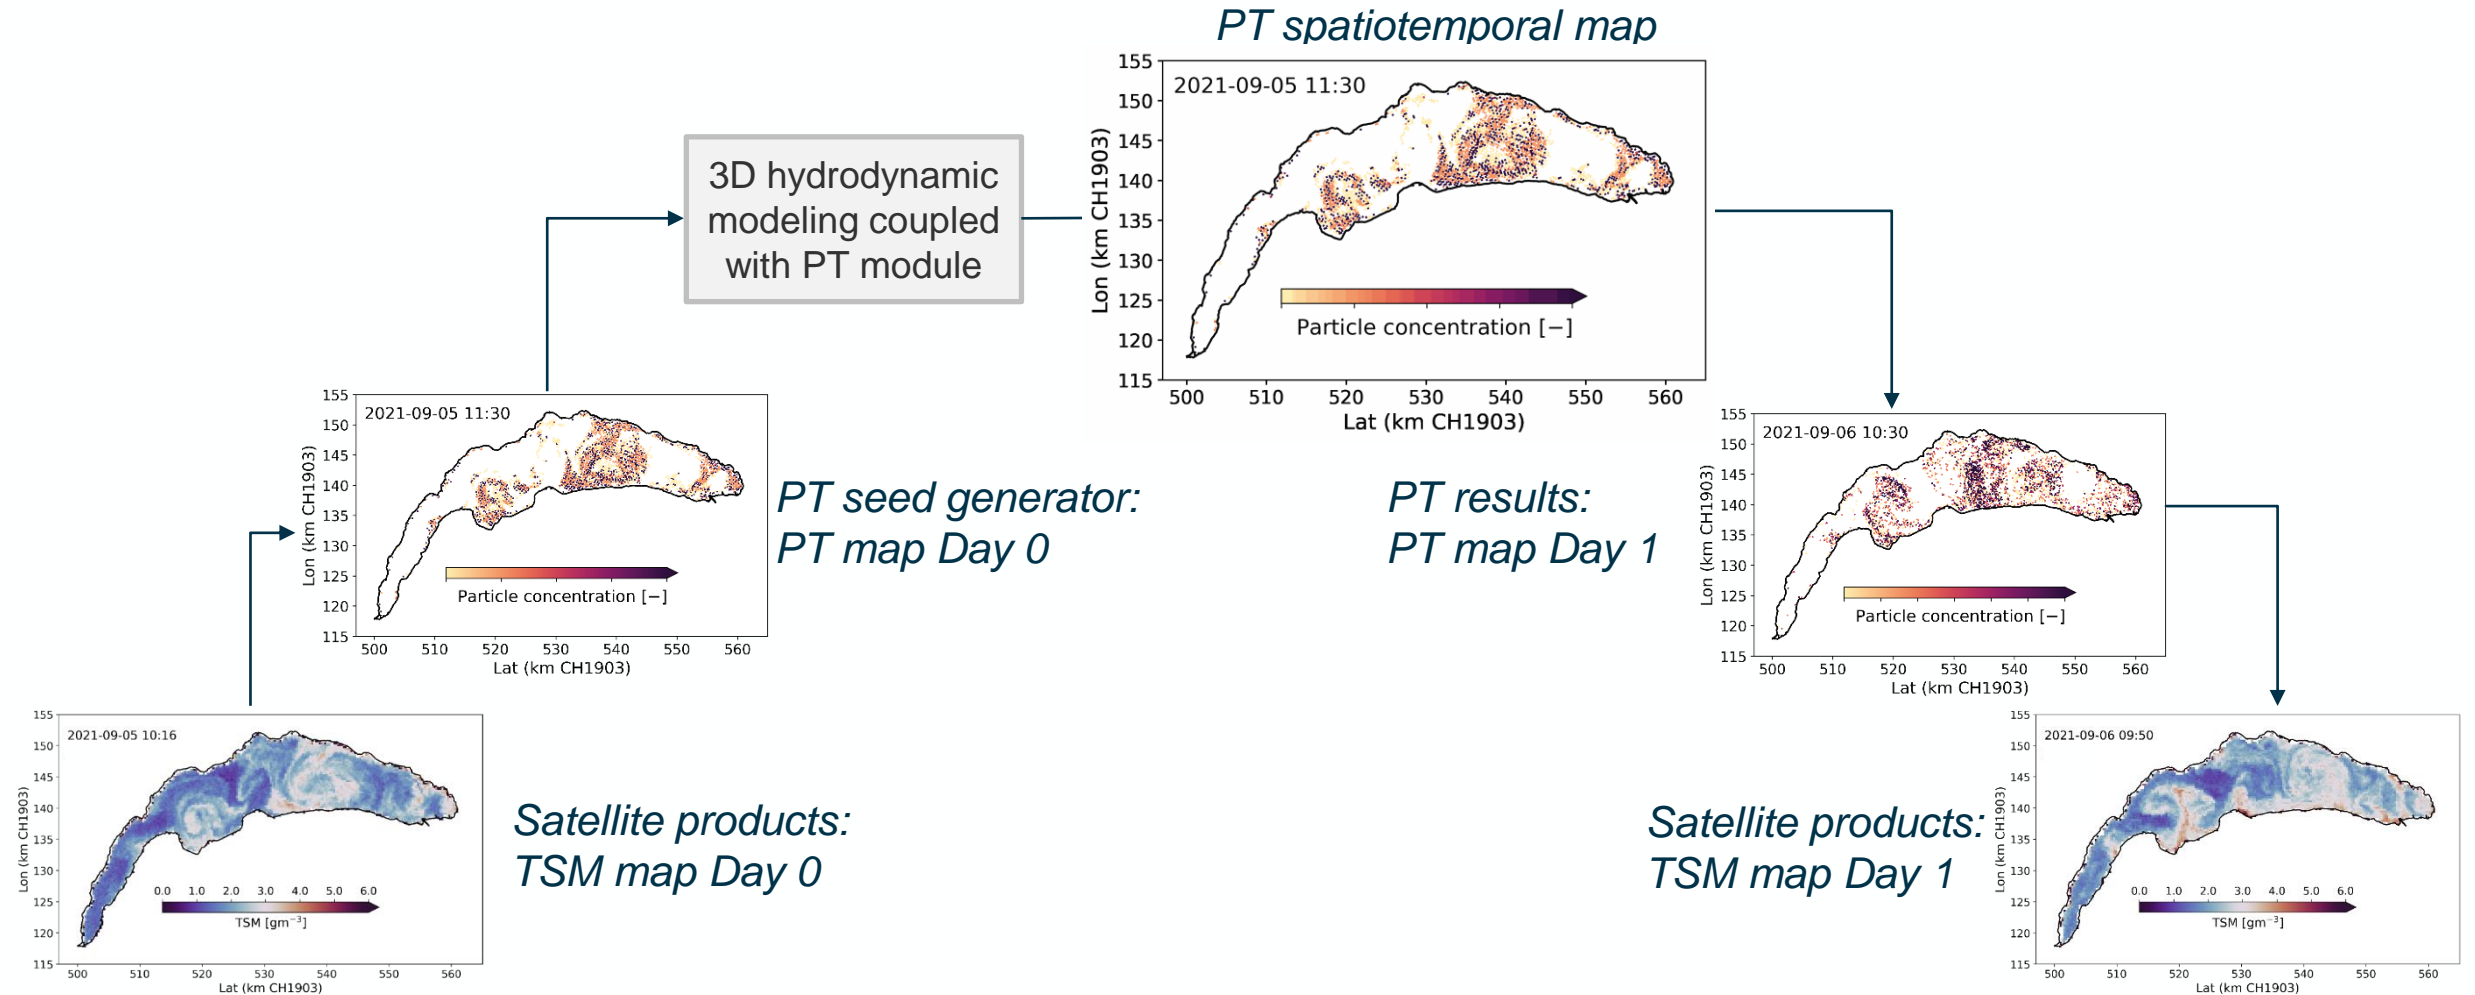 PT spatiotemporal map
2021-09-05 11:30
155
150
145
140
135
130
125
120
115
Lon (km CH1903)
Particle concentration [−]
500 510 520 530 540 550 560
Lat (km CH1903)
3D hydrodynamic
modeling coupled
with PT module
2021-09-05 11:30
155
150
145
140
135
130
125
120
115
Lon (km CH1903)
Particle concentration [−]
500 510 520 530 540 550 560
Lat (km CH1903)
PT seed generator:
PT map Day 0
PT results:
PT map Day 1
2021-09-06 10:30
155
150
145
140
135
130
125
120
115
Lon (km CH1903)
Particle concentration [−]
500 510 520 530 540 550 560
Lat (km CH1903)
2021-09-05 10:16
155
150
145
140
135
130
125
120
115
Lon (km CH1903)
0.0 1.0 2.0 3.0 4.0 5.0 6.0
TSM [gm⁻³]
500 510 520 530 540 550 560
Lat (km CH1903)
Satellite products:
TSM map Day 0
Satellite products:
TSM map Day 1
2021-09-06 09:50
155
150
145
140
135
130
125
120
115
Lon (km CH1903)
0.0 1.0 2.0 3.0 4.0 5.0 6.0
TSM [gm⁻³]
500 510 520 530 540 550 560
Lat (km CH1903)